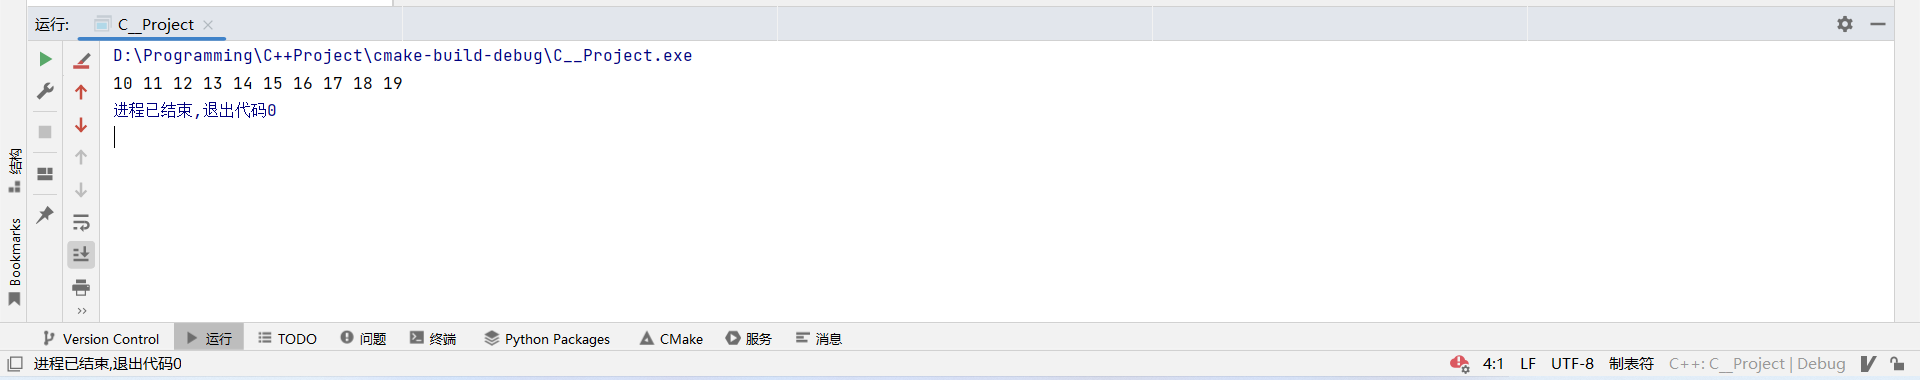 运行: C__Project
D:\Programming\C++Project\cmake-build-debug\C__Project.exe
10 11 12 13 14 15 16 17 18 19
进程已结束,退出代码0
结构
Bookmarks
Version Control 运行 TODO 问题 终端 Python Packages CMake 服务 消息
进程已结束,退出代码0 4:1 LF UTF-8 制表符 C++: C__Project | Debug